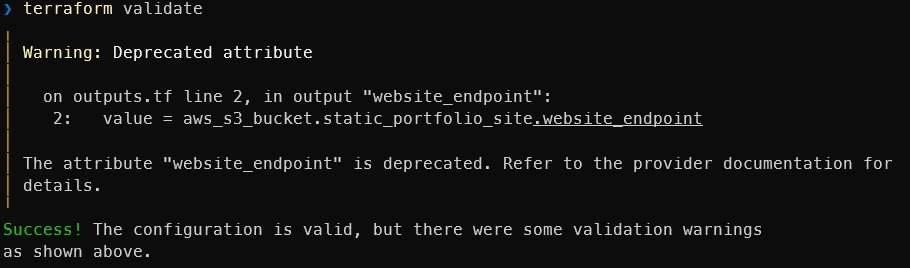 ❯ terraform validate
Warning: Deprecated attribute
on outputs.tf line 2, in output "website_endpoint":
2:   value = aws_s3_bucket.static_portfolio_site.website_endpoint
The attribute "website_endpoint" is deprecated. Refer to the provider documentation for
details.
Success! The configuration is valid, but there were some validation warnings
as shown above.